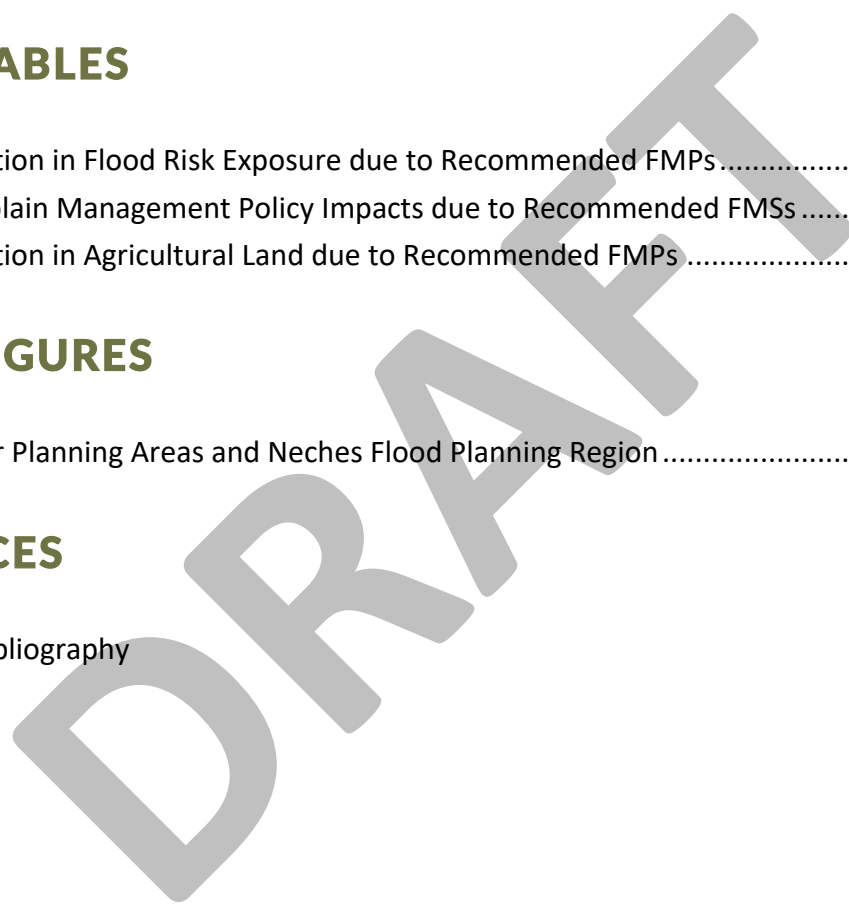 ABLES
tion in Flood Risk Exposure due to Recommended FMPs.................
lain Management Policy Impacts due to Recommended FMSs ......
tion in Agricultural Land due to Recommended FMPs .....................
GURES
r Planning Areas and Neches Flood Planning Region ........................
CES
bliography
DRAFT